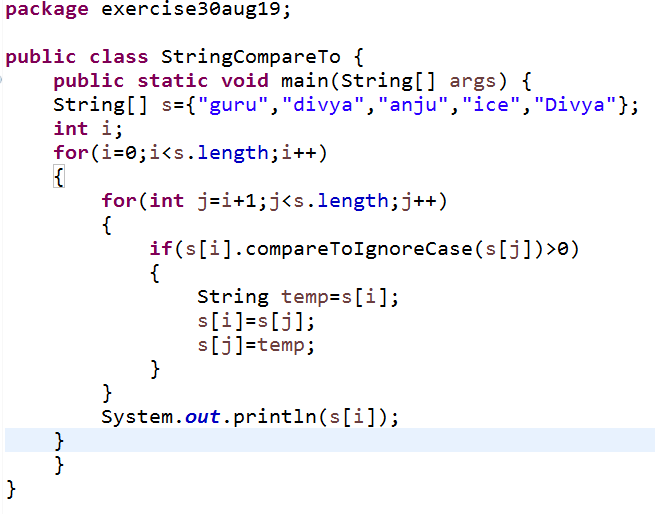 package exercise30aug19;
public class StringCompareTo {
public static void main(String[] args) {
String[] s={"guru","divya","anju","ice","Divya"};
int i;
for(i=0;i<s.length;i++)
{
for(int j=i+1;j<s.length;j++)
{
if(s[i].compareToIgnoreCase(s[j])>0)
{
String temp=s[i];
s[i]=s[j];
s[j]=temp;
}
}
System.out.println(s[i]);
}
}
}